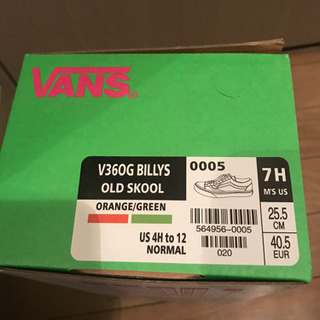 VANS
V36OG BILLYS
OLD SKOOL
ORANGE/GREEN
US 4H to 12
NORMAL
0005
564956-0005
020
7H
M'S US
25.5
CM
40.5
EUR